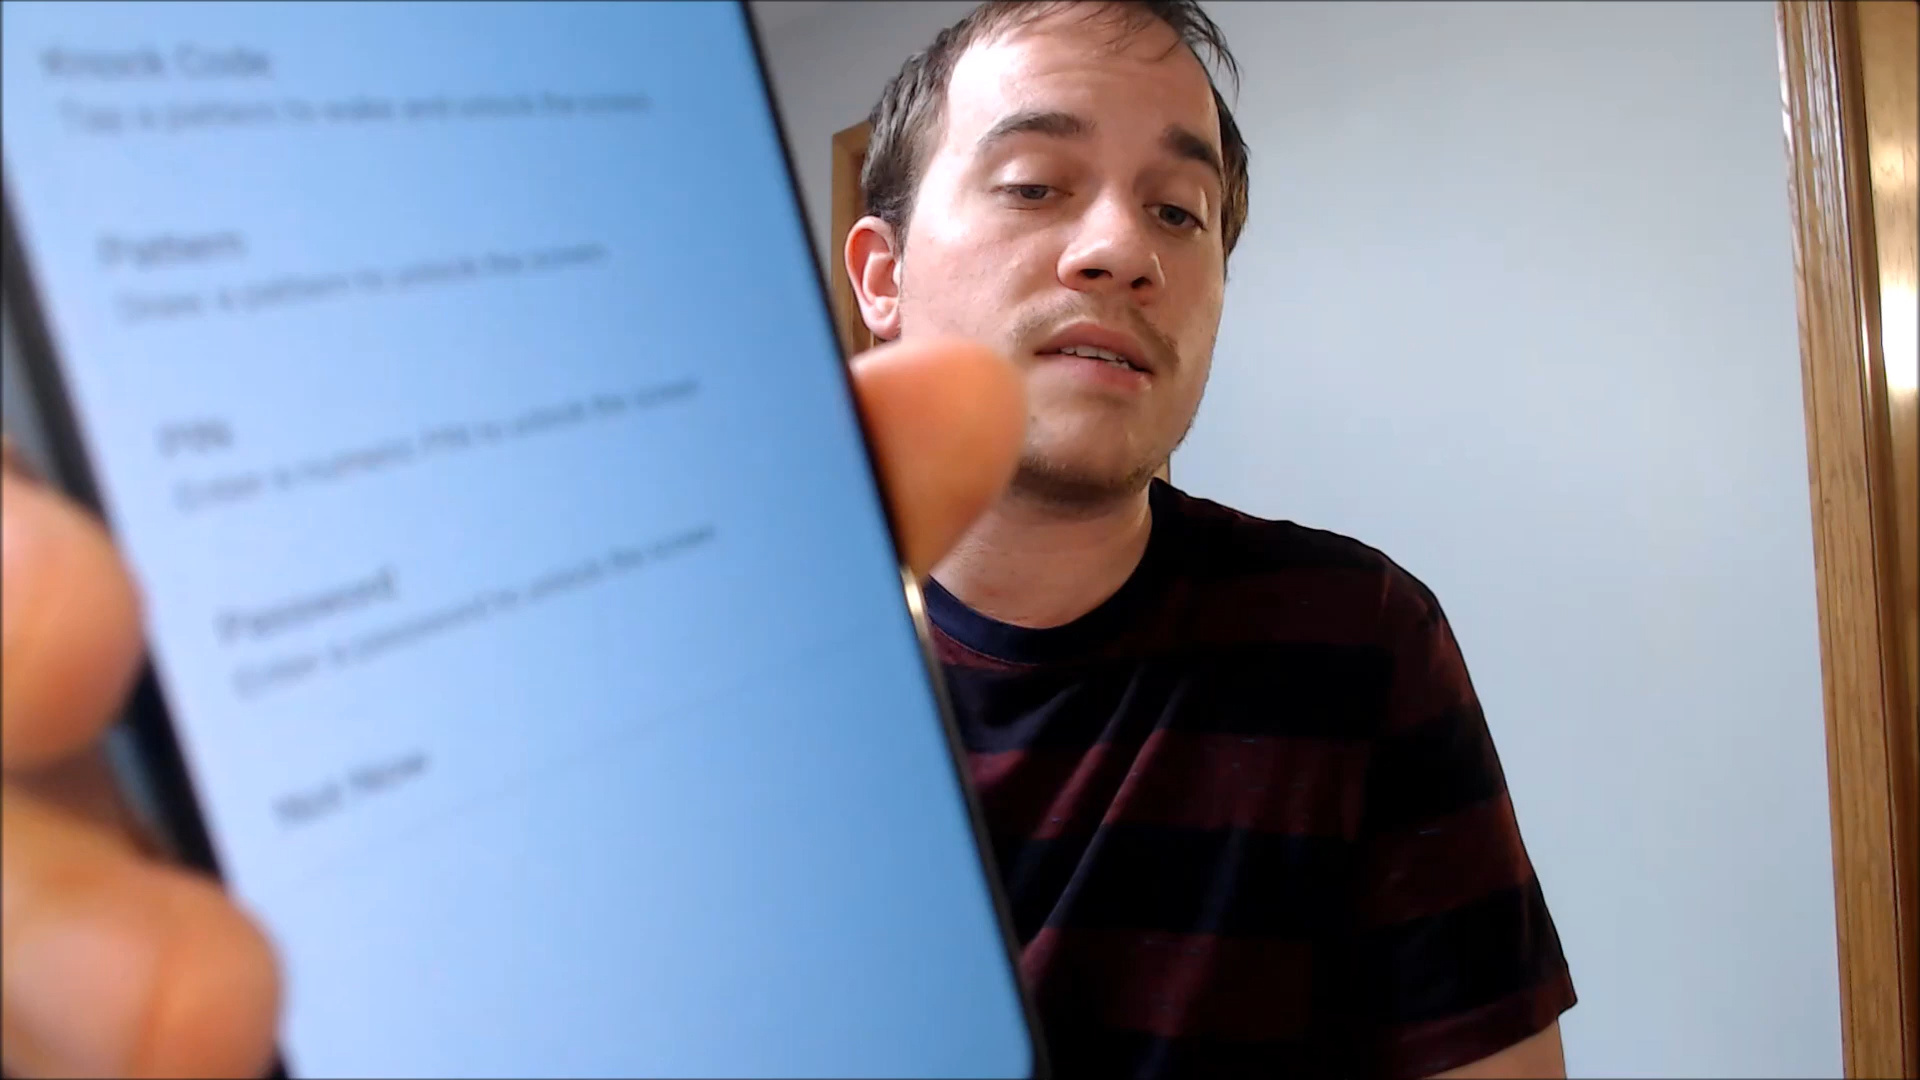 Knock Code
Tap a pattern to wake and unlock the screen
Pattern
Draw a pattern to unlock the screen
PIN
Enter a numeric PIN to unlock the screen
Password
Enter a password to unlock the screen
Not Now